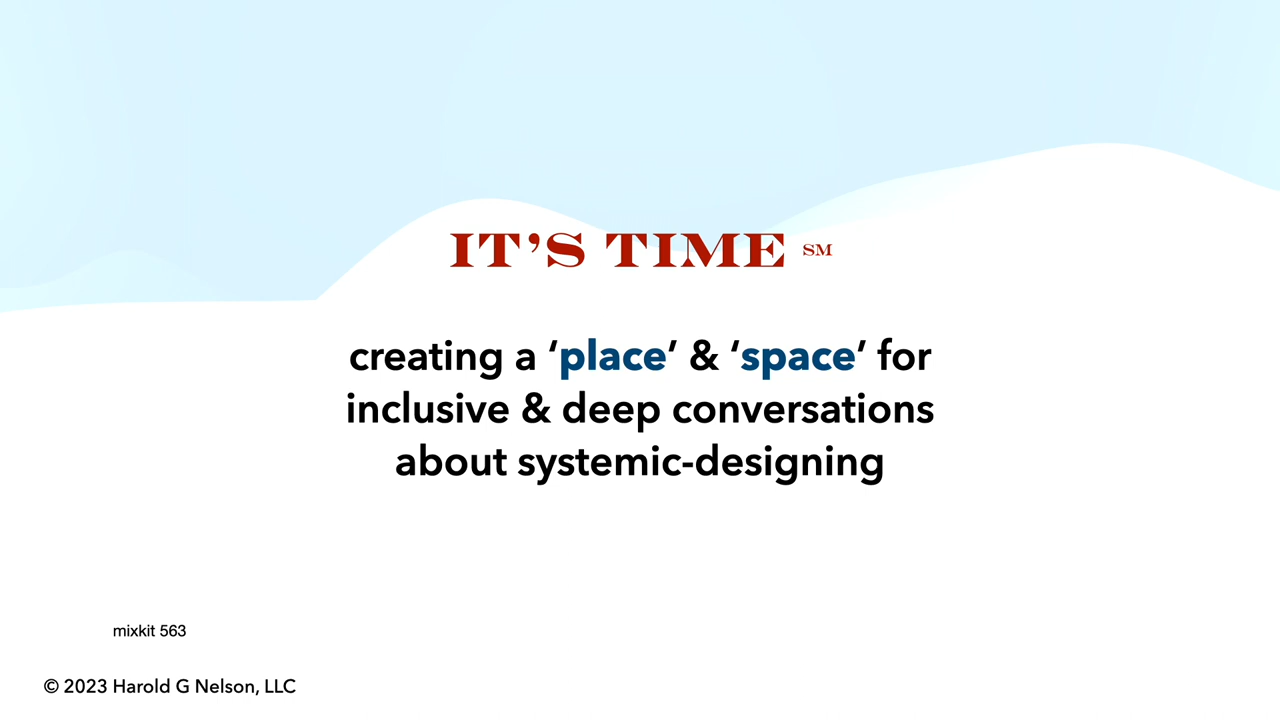 IT’S TIME SM
creating a ‘place’ & ‘space’ for
inclusive & deep conversations
about systemic-designing
mixkit 563
© 2023 Harold G Nelson, LLC